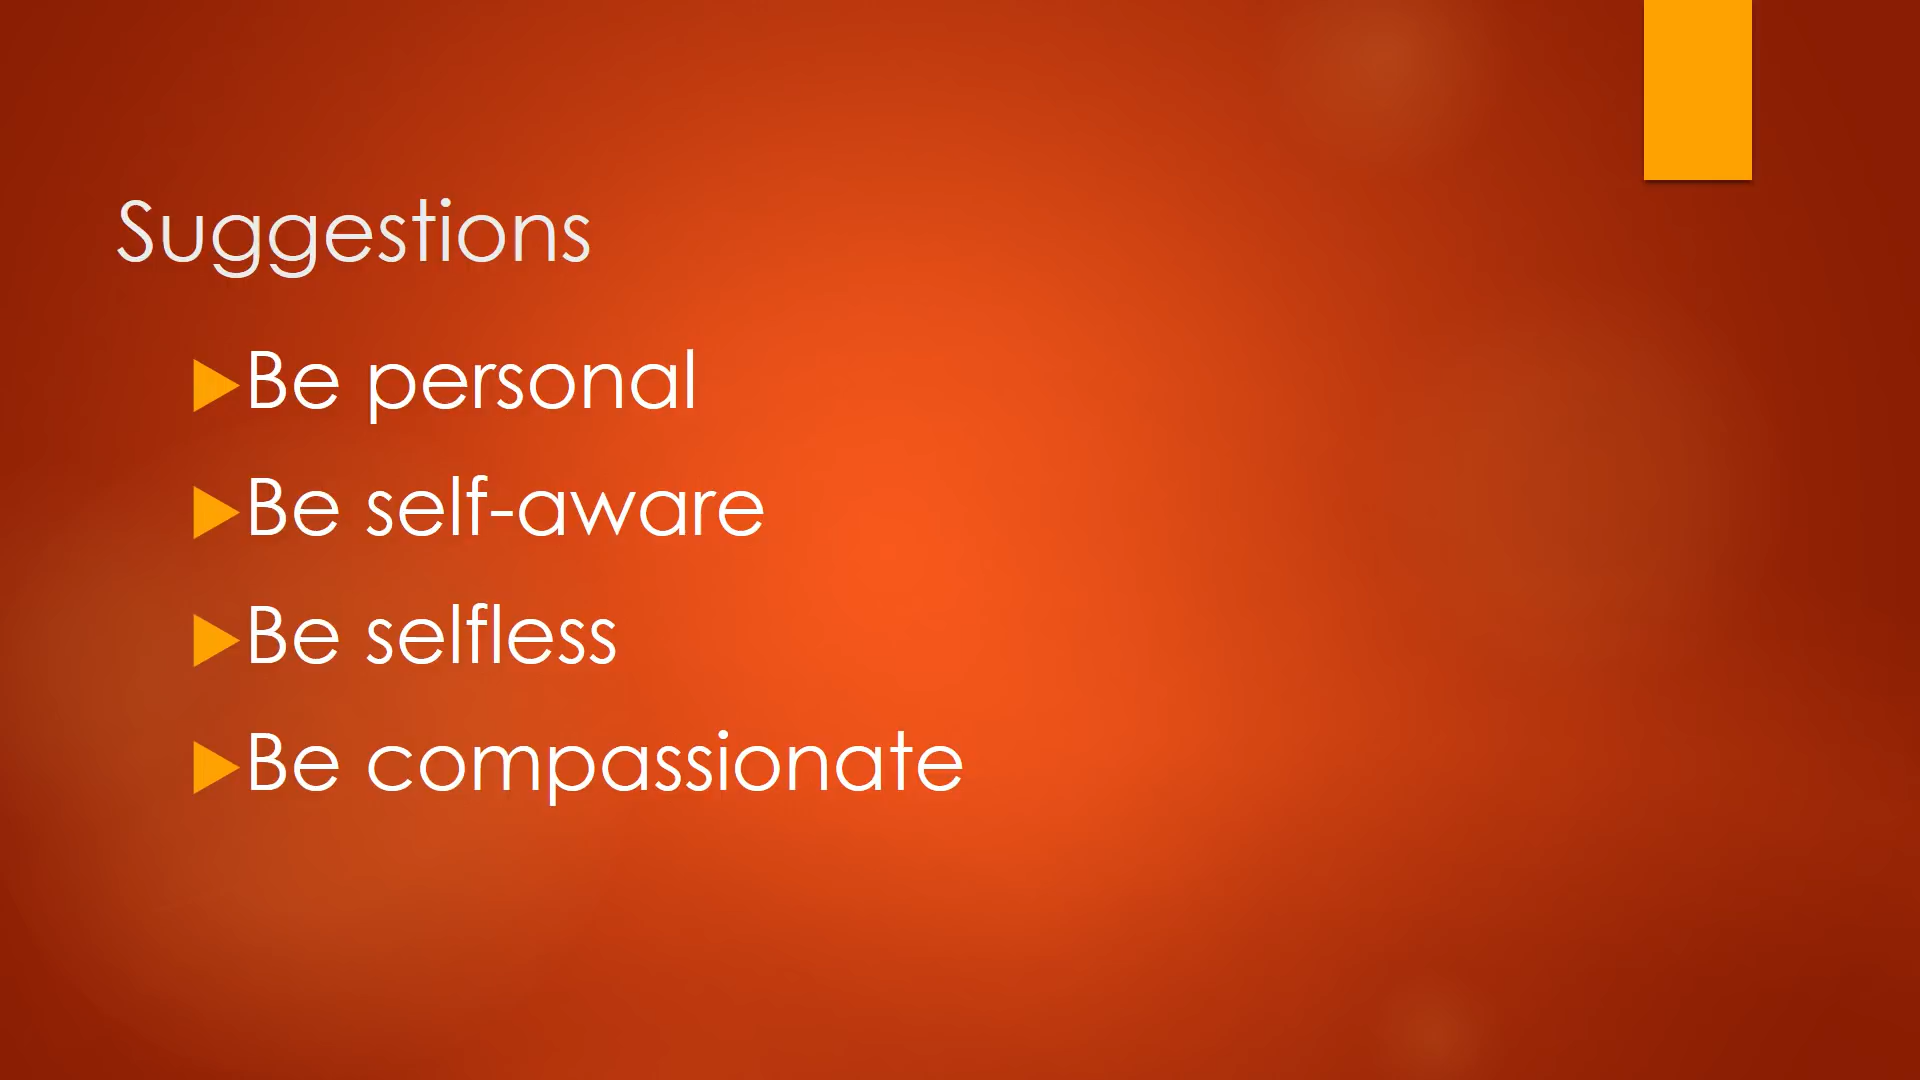 Suggestions
Be personal
Be self-aware
Be selfless
Be compassionate